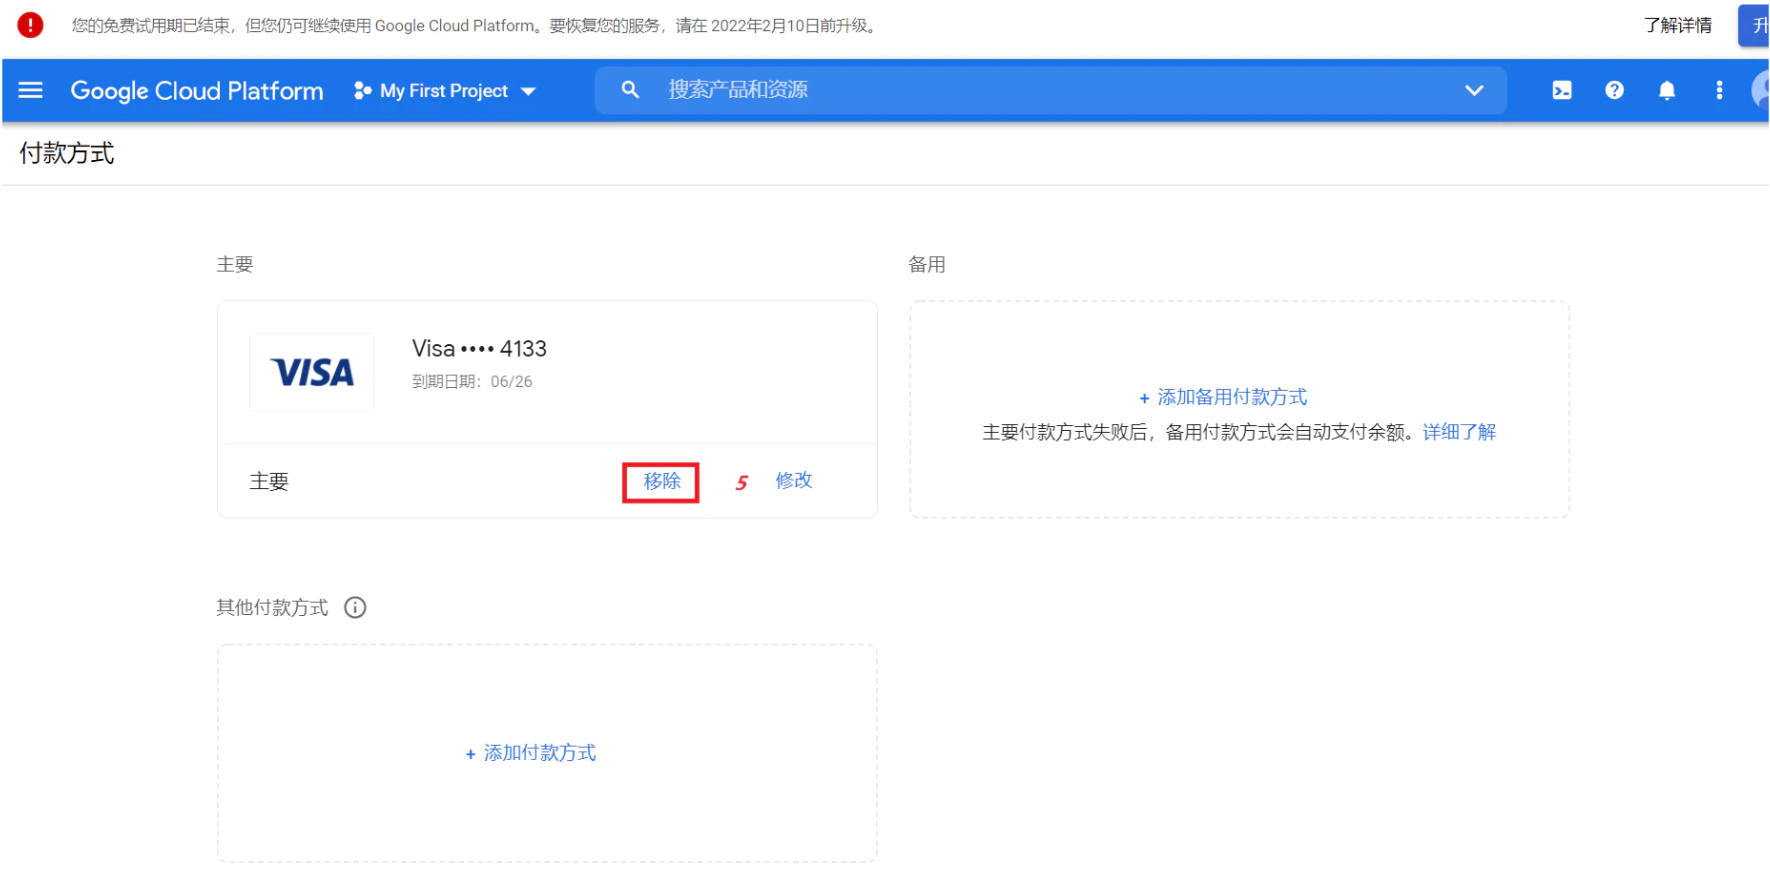 您的免费试用期已结束，但您仍可继续使用 Google Cloud Platform。要恢复您的服务，请在 2022年2月10日前升级。
了解详情
升
Google Cloud Platform
My First Project
搜索产品和资源
付款方式
主要
备用
VISA
Visa •••• 4133
到期日期：06/26
+ 添加备用付款方式
主要付款方式失败后，备用付款方式会自动支付余额。详细了解
主要
移除
5
修改
其他付款方式
+ 添加付款方式